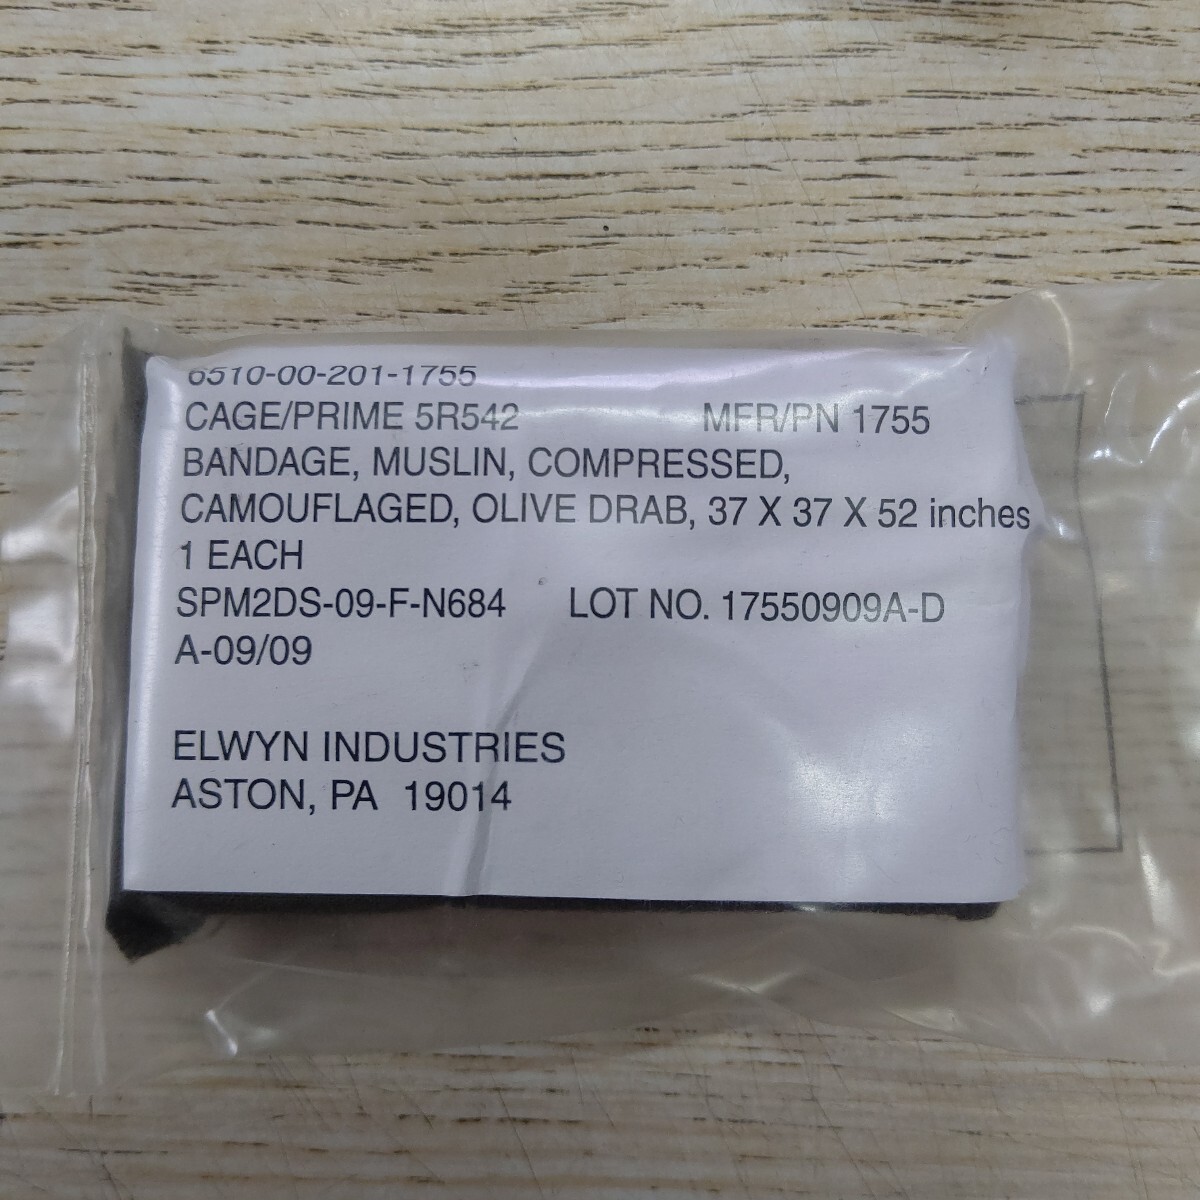 6510-00-201-1755
CAGE/PRIME 5R542 MFR/PN 1755
BANDAGE, MUSLIN, COMPRESSED,
CAMOUFLAGED, OLIVE DRAB, 37 X 37 X 52 inches
1 EACH
SPM2DS-09-F-N684 LOT NO. 17550909A-D
A-09/09
ELWYN INDUSTRIES
ASTON, PA 19014